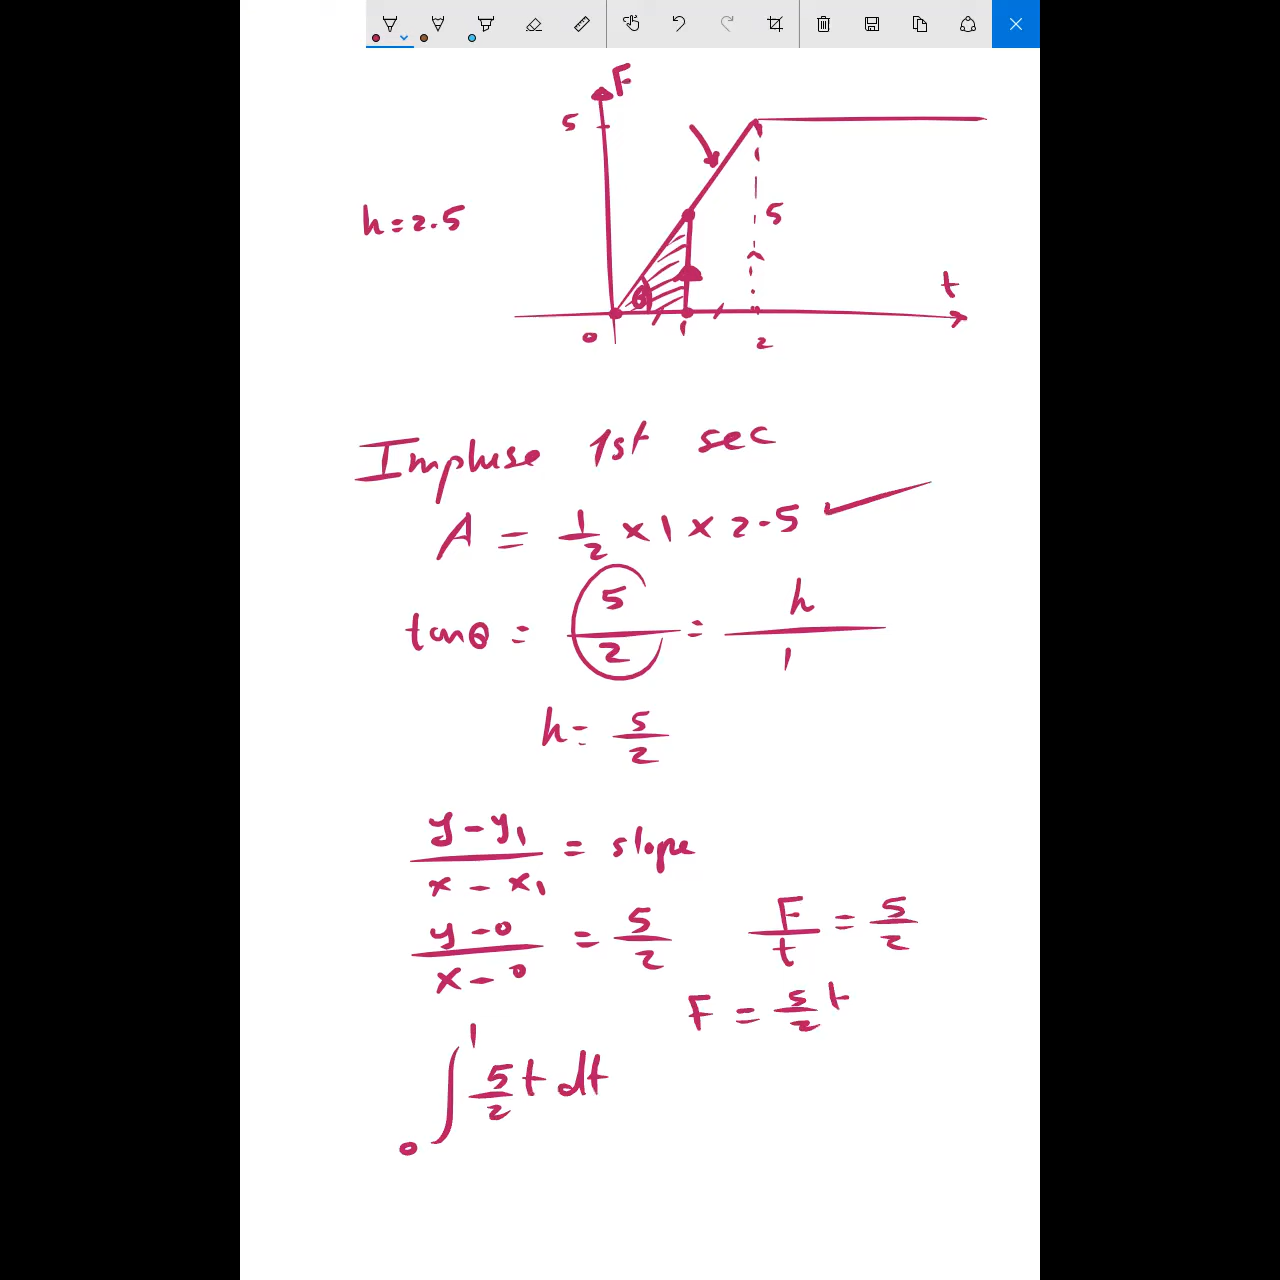 F
5
h = 2.5
5
t
θ
0
1
2
Impluse 1st sec
A = 1/2 × 1 × 2.5 ✓
tanθ = 5/2 = h/1
h = 5/2
y - y₁ / x - x₁ = slope
y - 0 / x - 0 = 5/2
F/t = 5/2
F = 5/2 t
∫₀¹ 5/2 t dt